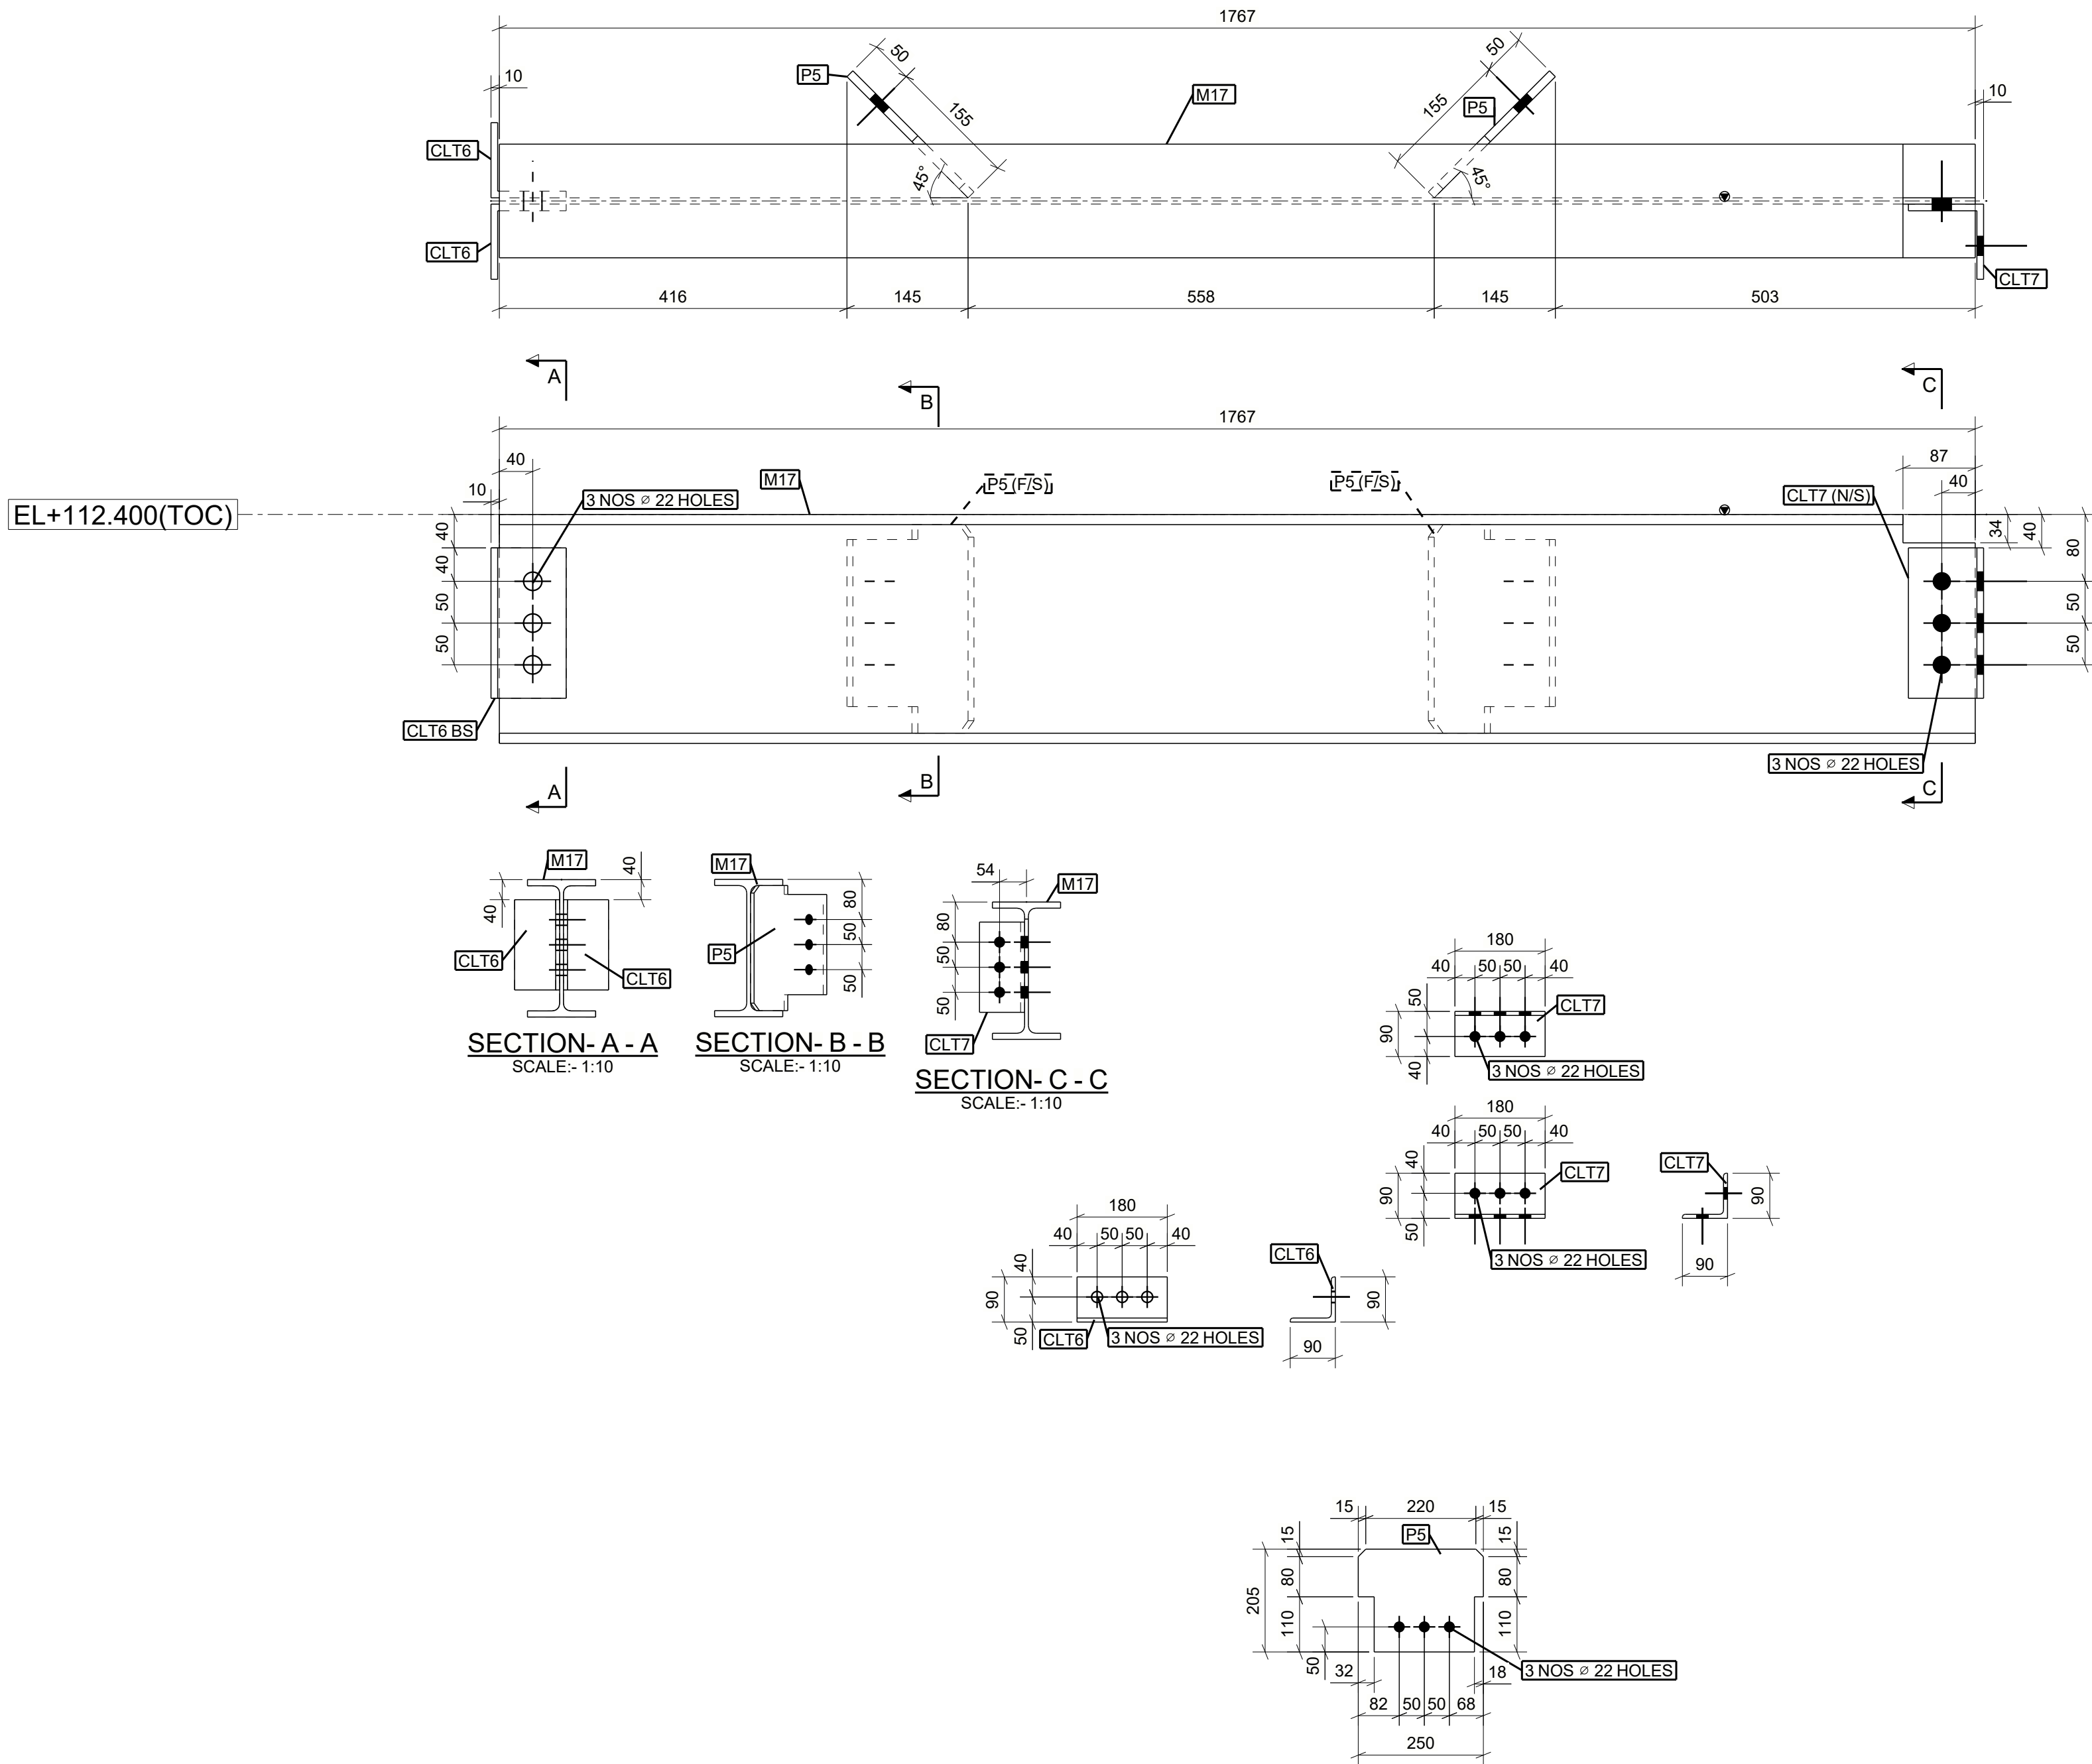 1767
50
50
P5
10
M17
155
155
P5
10
CLT6
45°
45°
CLT6
CLT7
416
145
558
145
503
A
B
C
1767
40
87
M17
P5 (F/S)
P5 (F/S)
40
10
3 NOS ⌀ 22 HOLES
CLT7 (N/S)
EL+112.400(TOC)
40
34
40
80
40
50
50
50
50
CLT6 BS
3 NOS ⌀ 22 HOLES
A
B
C
M17
40
40
CLT6
CLT6
SECTION- A - A
SCALE:- 1:10
M17
80
50
50
P5
SECTION- B - B
SCALE:- 1:10
54
M17
80
50
50
CLT7
SECTION- C - C
SCALE:- 1:10
180
40
50
50
40
50
90
40
CLT7
3 NOS ⌀ 22 HOLES
180
40
50
50
40
40
90
50
CLT7
3 NOS ⌀ 22 HOLES
CLT7
90
90
180
40
50
50
40
40
90
50
CLT6
3 NOS ⌀ 22 HOLES
CLT6
90
90
15
220
15
15
P5
15
80
80
205
110
110
50
32
18
3 NOS ⌀ 22 HOLES
82
50
50
68
250